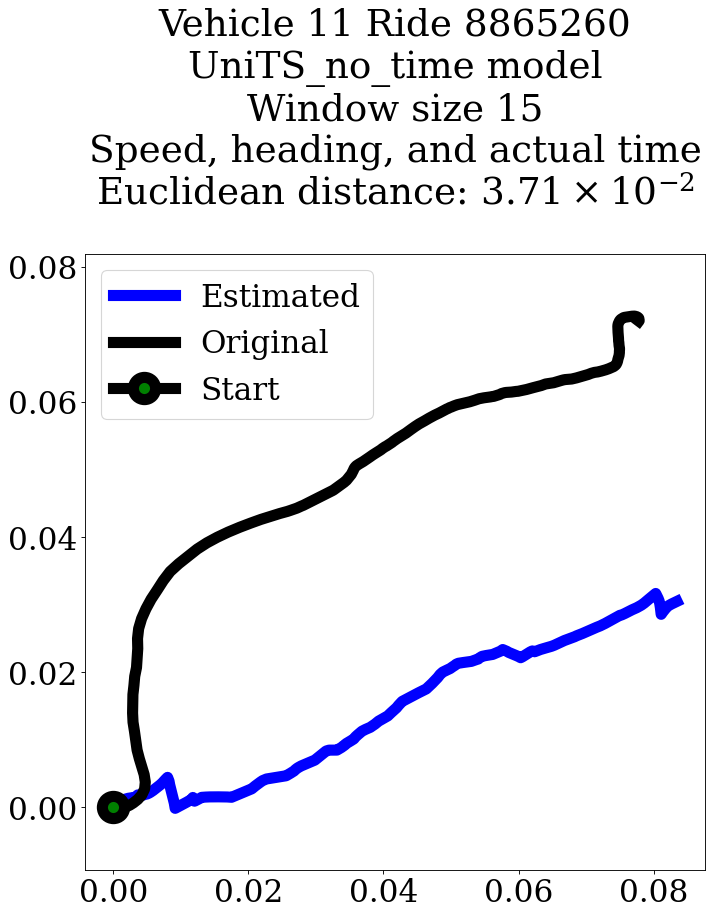 Vehicle 11 Ride 8865260
UniTS_no_time model
Window size 15
Speed, heading, and actual time
Euclidean distance: 3.71 × 10⁻²
0.08
0.06
0.04
0.02
0.00
Estimated
Original
Start
0.00 0.02 0.04 0.06 0.08